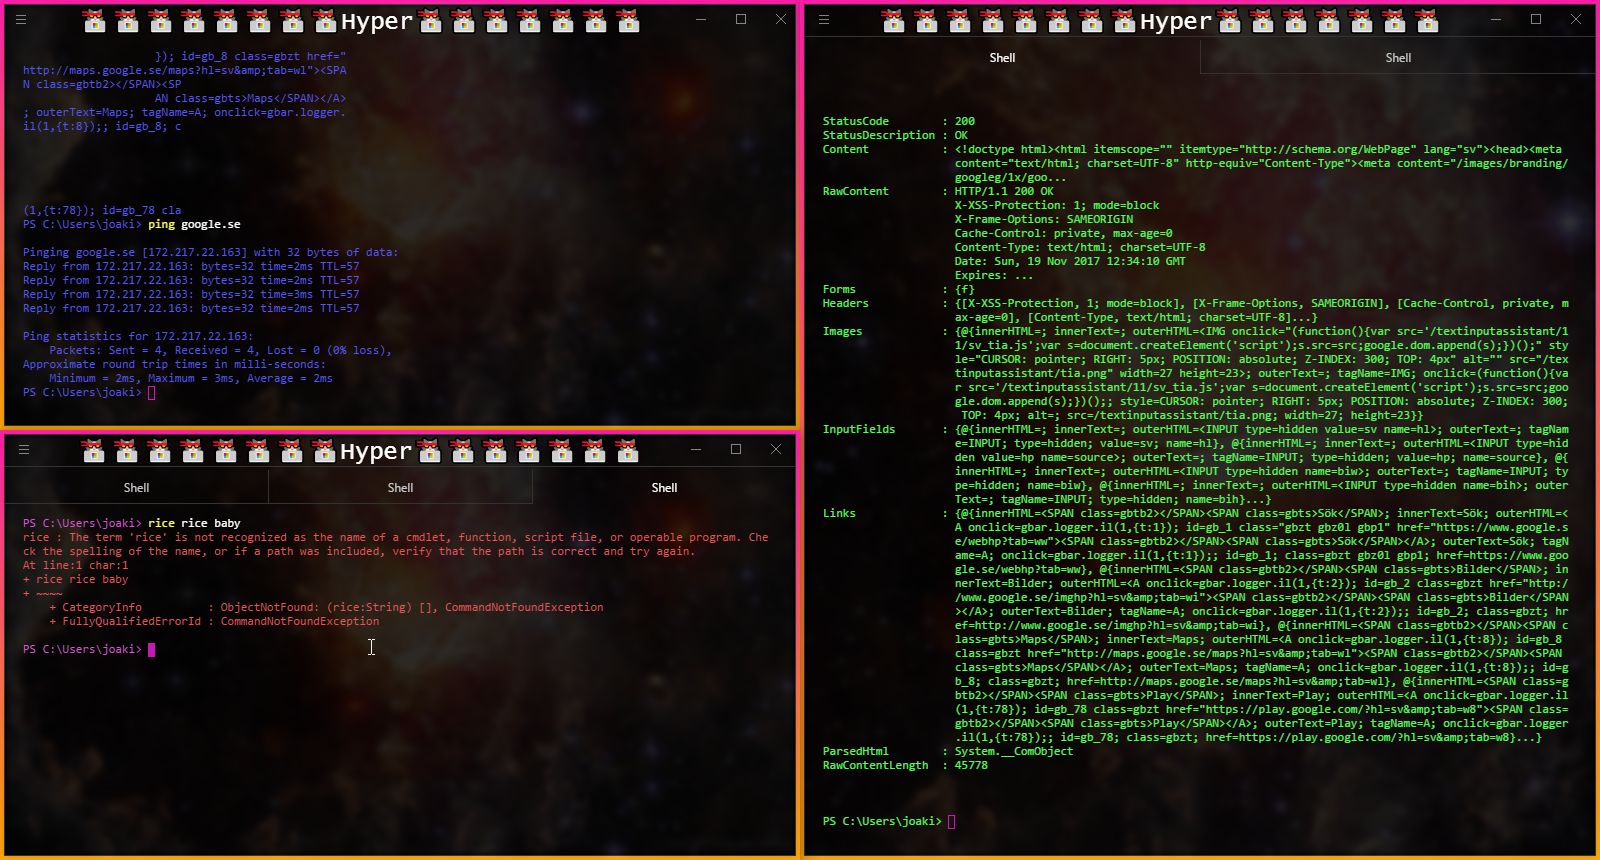 Hyper
}); id=gb_8 class=gbzt href="
http://maps.google.se/maps?hl=sv&amp;tab=wl"><SPA
N class=gbtb2></SPAN><SP
AN class=gbts>Maps</SPAN></A>
; outerText=Maps; tagName=A; onclick=gbar.logger.
il(1,{t:8});; id=gb_8; c
(1,{t:78}); id=gb_78 cla
PS C:\Users\joaki> ping google.se
Pinging google.se [172.217.22.163] with 32 bytes of data:
Reply from 172.217.22.163: bytes=32 time=2ms TTL=57
Reply from 172.217.22.163: bytes=32 time=2ms TTL=57
Reply from 172.217.22.163: bytes=32 time=3ms TTL=57
Reply from 172.217.22.163: bytes=32 time=2ms TTL=57
Ping statistics for 172.217.22.163:
Packets: Sent = 4, Received = 4, Lost = 0 (0% loss),
Approximate round trip times in milli-seconds:
Minimum = 2ms, Maximum = 3ms, Average = 2ms
PS C:\Users\joaki>
Hyper
Shell Shell Shell
PS C:\Users\joaki> rice rice baby
rice : The term 'rice' is not recognized as the name of a cmdlet, function, script file, or operable program. Che
ck the spelling of the name, or if a path was included, verify that the path is correct and try again.
At line:1 char:1
+ rice rice baby
+ ~~~~
+ CategoryInfo : ObjectNotFound: (rice:String) [], CommandNotFoundException
+ FullyQualifiedErrorId : CommandNotFoundException
PS C:\Users\joaki>
Hyper
Shell Shell
StatusCode : 200
StatusDescription : OK
Content : <!doctype html><html itemscope="" itemtype="http://schema.org/WebPage" lang="sv"><head><meta
content="text/html; charset=UTF-8" http-equiv="Content-Type"><meta content="/images/branding/
googleg/1x/goo...
RawContent : HTTP/1.1 200 OK
X-XSS-Protection: 1; mode=block
X-Frame-Options: SAMEORIGIN
Cache-Control: private, max-age=0
Content-Type: text/html; charset=UTF-8
Date: Sun, 19 Nov 2017 12:34:10 GMT
Expires: ...
Forms : {f}
Headers : {[X-XSS-Protection, 1; mode=block], [X-Frame-Options, SAMEORIGIN], [Cache-Control, private, m
ax-age=0], [Content-Type, text/html; charset=UTF-8]...}
Images : {@{innerHTML=; innerText=; outerHTML=<IMG onclick="(function(){var src='/textinputassistant/1
1/sv_tia.js';var s=document.createElement('script');s.src=src;google.dom.append(s);})();" sty
le="CURSOR: pointer; RIGHT: 5px; POSITION: absolute; Z-INDEX: 300; TOP: 4px" alt="" src="/tex
tinputassistant/tia.png" width=27 height=23>; outerText=; tagName=IMG; onclick=(function(){va
r src='/textinputassistant/11/sv_tia.js';var s=document.createElement('script');s.src=src;goo
gle.dom.append(s);})();; style=CURSOR: pointer; RIGHT: 5px; POSITION: absolute; Z-INDEX: 300;
TOP: 4px; alt=; src=/textinputassistant/tia.png; width=27; height=23}}
InputFields : {@{innerHTML=; innerText=; outerHTML=<INPUT type=hidden value=sv name=hl>; outerText=; tagNam
e=INPUT; type=hidden; value=sv; name=hl}, @{innerHTML=; innerText=; outerHTML=<INPUT type=hid
den value=hp name=source>; outerText=; tagName=INPUT; type=hidden; value=hp; name=source}, @{
innerHTML=; innerText=; outerHTML=<INPUT type=hidden name=biw>; outerText=; tagName=INPUT; ty
pe=hidden; name=biw}, @{innerHTML=; innerText=; outerHTML=<INPUT type=hidden name=bih>; outer
Text=; tagName=INPUT; type=hidden; name=bih}...}
Links : {@{innerHTML=<SPAN class=gbtb2></SPAN><SPAN class=gbts>Sök</SPAN>; innerText=Sök; outerHTML=<
A onclick=gbar.logger.il(1,{t:1}); id=gb_1 class="gbzt gbz0l gbp1" href="https://www.google.s
e/webhp?tab=ww"><SPAN class=gbtb2></SPAN><SPAN class=gbts>Sök</SPAN></A>; outerText=Sök; tagN
ame=A; onclick=gbar.logger.il(1,{t:1});; id=gb_1; class=gbzt gbz0l gbp1; href=https://www.goo
gle.se/webhp?tab=ww}, @{innerHTML=<SPAN class=gbtb2></SPAN><SPAN class=gbts>Bilder</SPAN>; in
nerText=Bilder; outerHTML=<A onclick=gbar.logger.il(1,{t:2}); id=gb_2 class=gbzt href="http:/
/www.google.se/imghp?hl=sv&amp;tab=wi"><SPAN class=gbtb2></SPAN><SPAN class=gbts>Bilder</SPAN
></A>; outerText=Bilder; tagName=A; onclick=gbar.logger.il(1,{t:2});; id=gb_2; class=gbzt; hr
ef=http://www.google.se/imghp?hl=sv&amp;tab=wi}, @{innerHTML=<SPAN class=gbtb2></SPAN><SPAN c
lass=gbts>Maps</SPAN>; innerText=Maps; outerHTML=<A onclick=gbar.logger.il(1,{t:8}); id=gb_8
class=gbzt href="http://maps.google.se/maps?hl=sv&amp;tab=wl"><SPAN class=gbtb2></SPAN><SPAN
class=gbts>Maps</SPAN></A>; outerText=Maps; tagName=A; onclick=gbar.logger.il(1,{t:8});; id=g
b_8; class=gbzt; href=http://maps.google.se/maps?hl=sv&amp;tab=wl}, @{innerHTML=<SPAN class=g
btb2></SPAN><SPAN class=gbts>Play</SPAN>; innerText=Play; outerHTML=<A onclick=gbar.logger.il
(1,{t:78}); id=gb_78 class=gbzt href="https://play.google.com/?hl=sv&amp;tab=w8"><SPAN class=
gbtb2></SPAN><SPAN class=gbts>Play</SPAN></A>; outerText=Play; tagName=A; onclick=gbar.logger
.il(1,{t:78});; id=gb_78; class=gbzt; href=https://play.google.com/?hl=sv&amp;tab=w8}...}
ParsedHtml : System.__ComObject
RawContentLength : 45778
PS C:\Users\joaki>